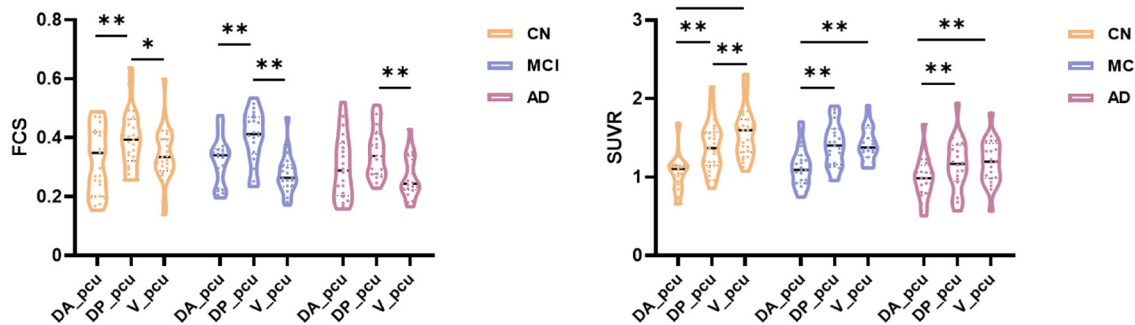 0.8
0.6
0.4
0.2
0
FCS
** * ** ** **
DA_pcu DP_pcu V_pcu DA_pcu DP_pcu V_pcu DA_pcu DP_pcu V_pcu
CN
MCI
AD
3
2
1
0
SUVR
** ** ** ** ** **
DA_pcu DP_pcu V_pcu DA_pcu DP_pcu V_pcu DA_pcu DP_pcu V_pcu
CN
MC
AD